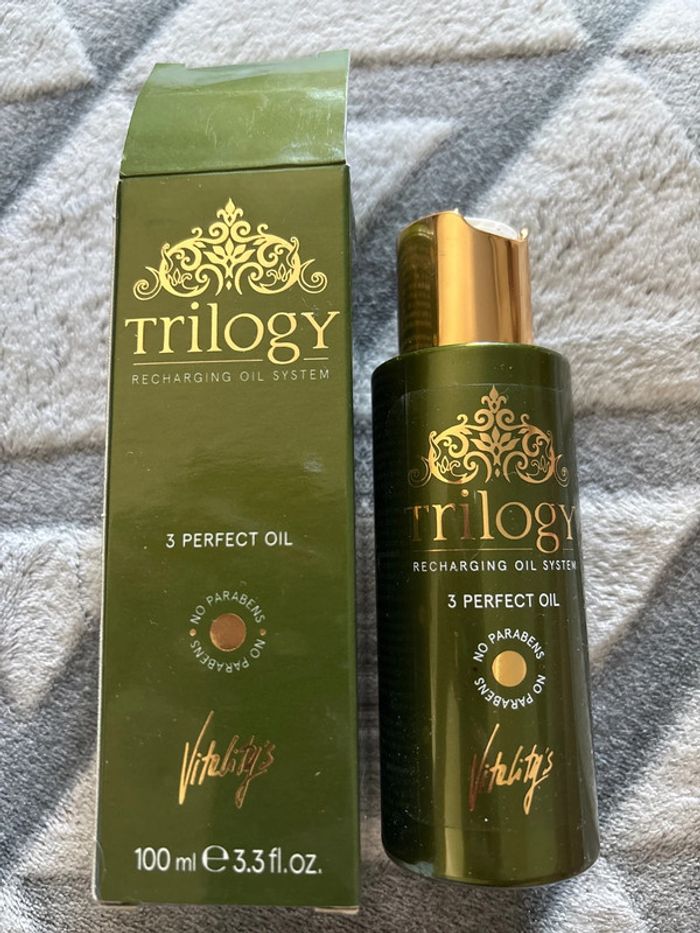 Trilogy
RECHARGING OIL SYSTEM
3 PERFECT OIL
NO PARABENS • NO PARABENS •
Vitality's
100 ml ℮ 3.3 fl.oz.
Trilogy
RECHARGING OIL SYSTEM
3 PERFECT OIL
NO PARABENS • NO PARABENS •
Vitality's